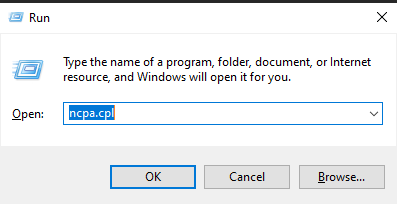 Run
Type the name of a program, folder, document, or Internet
resource, and Windows will open it for you.
Open: ncpa.cpl
OK Cancel Browse...